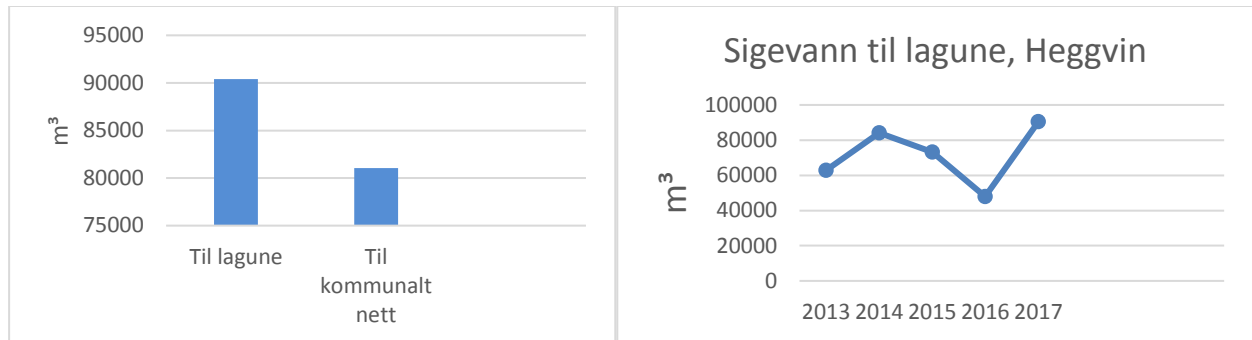 95000
90000
85000
80000
75000
m³
Til lagune
Til
kommunalt
nett
Sigevann til lagune, Heggvin
100000
80000
60000
40000
20000
0
m³
2013 2014 2015 2016 2017